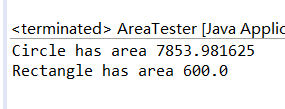 <terminated> AreaTester [Java Applic
Circle has area 7853.981625
Rectangle has area 600.0